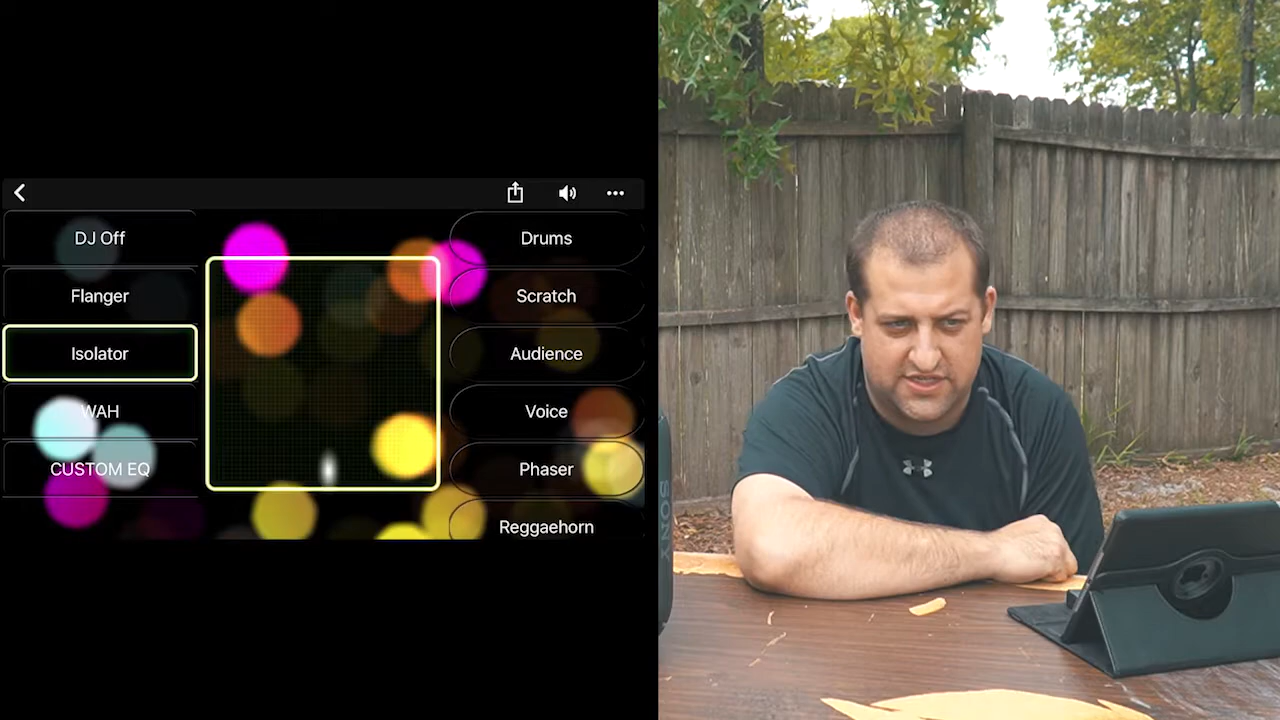 DJ Off
Flanger
Isolator
WAH
CUSTOM EQ
Drums
Scratch
Audience
Voice
Phaser
Reggaehorn
SONY